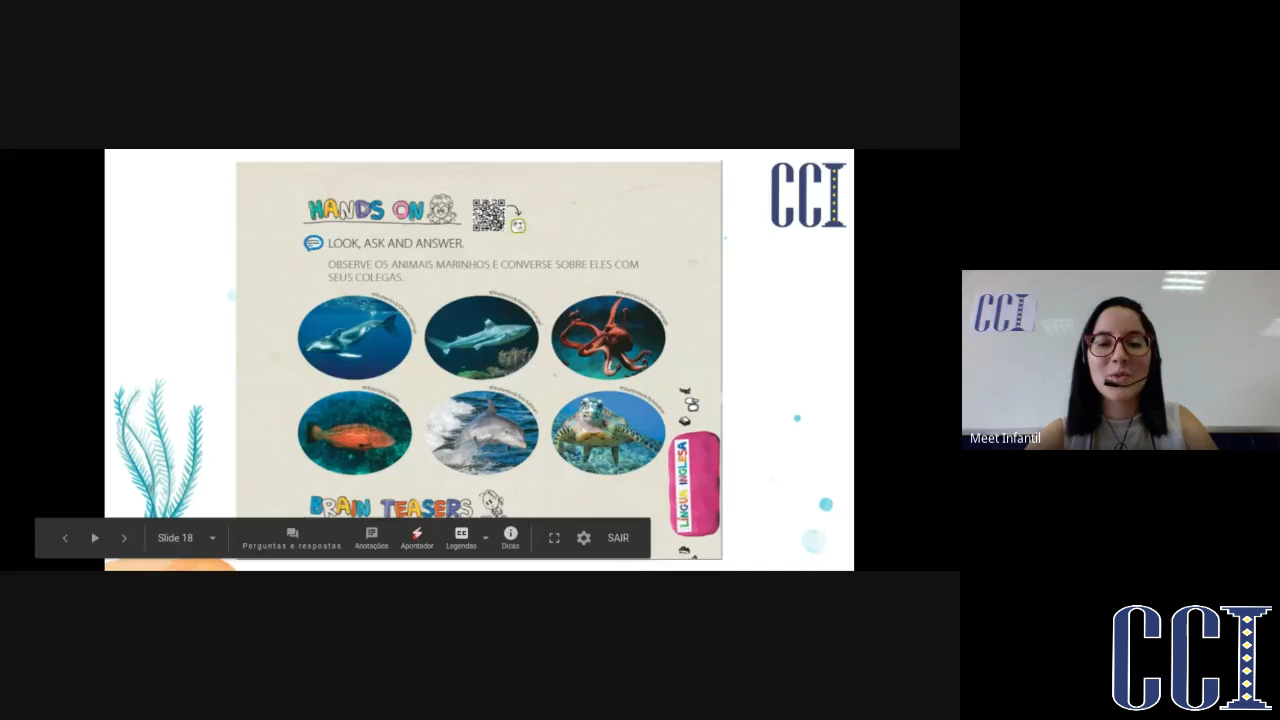 HANDS ON
CCI
LOOK, ASK AND ANSWER.
OBSERVE OS ANIMAIS MARINHOS E CONVERSE SOBRE ELES COM
SEUS COLEGAS.
LÍNGUA INGLESA
BRAIN TEASERS
Slide 18
Perguntas e respostas
Anotações
Apontador
CC
Legendas
Dicas
SAIR
CCI
Meet Infantil
CCI